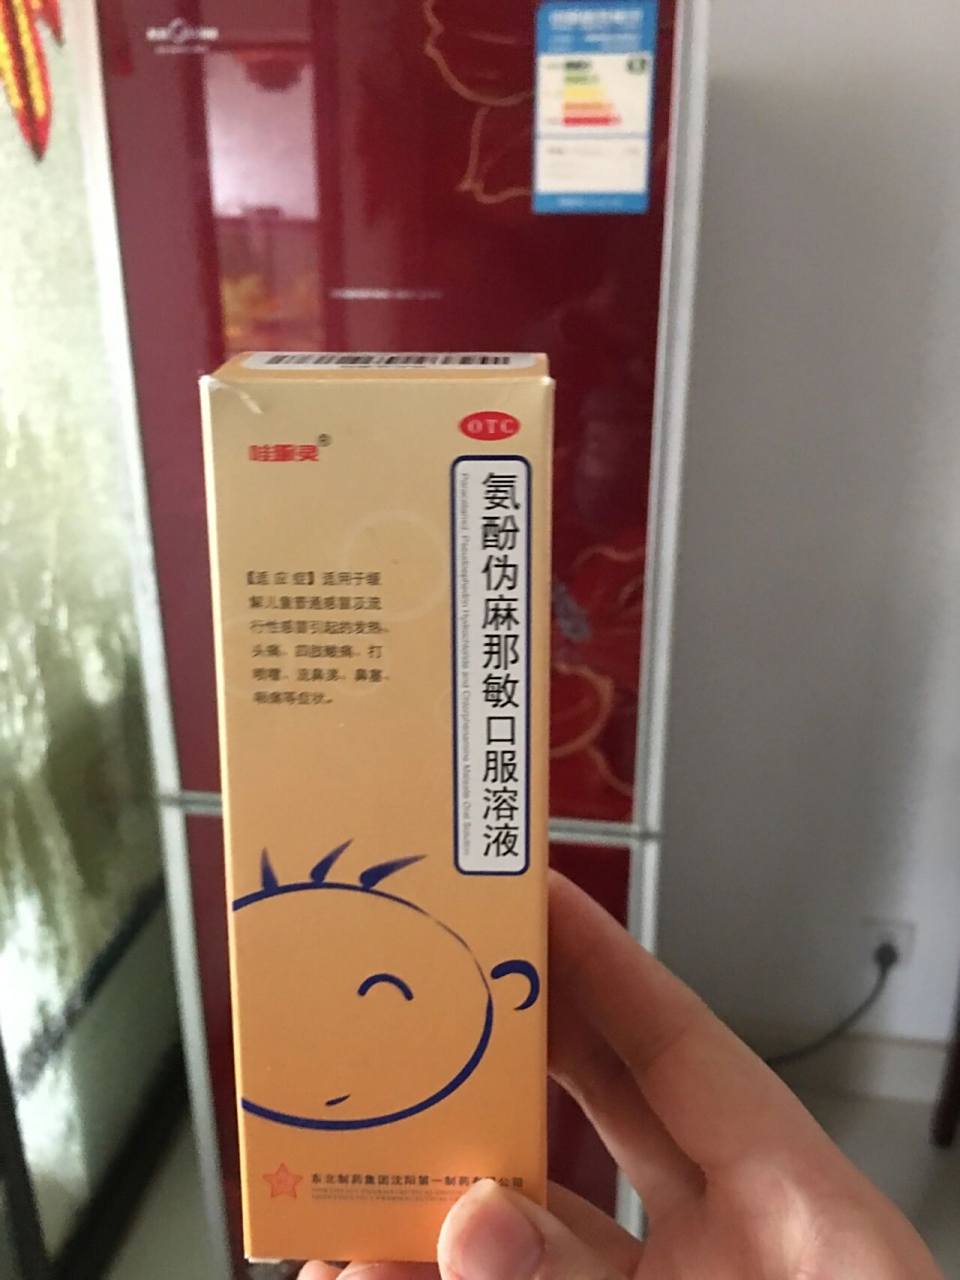 OTC
哇重灵®
氨酚伪麻那敏口服溶液
Paracetamol, Pseudoephedrin Hydrochloride and Chlorphenamine Maleate Oral Solution
【适应症】适用于缓
解儿童普通感冒及流
行性感冒引起的发热、
头痛、四肢酸痛、打
喷嚏、流鼻涕、鼻塞、
咽痛等症状。
东北制药集团沈阳第一制药有限公司